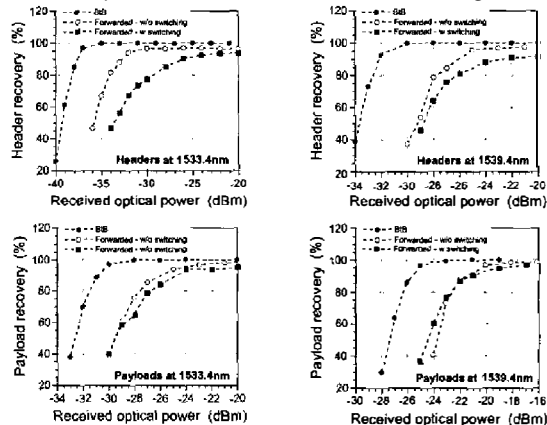 BtB
Forwarded - w/o switching
Forwarded - w switching
Header recovery (%)
120
100
80
60
40
20
Headers at 1533.4nm
-40 -35 -30 -25 -20
Received optical power (dBm)
BtB
Forwarded - w/o switching
Forwarded - w switching
Header recovery (%)
120
100
80
60
40
20
Headers at 1539.4nm
-34 -32 -30 -28 -26 -24 -22 -20
Received optical power (dBm)
BtB
Forwarded - w/o switching
Forwarded - w switching
Payload recovery (%)
120
100
80
60
40
20
Payloads at 1533.4nm
-34 -32 -30 -28 -26 -24 -22 -20
Received optical power (dBm)
BtB
Forwarded - w/o switching
Forwarded - w switching
Payload recovery (%)
120
100
80
60
40
20
Payloads at 1539.4nm
-30 -28 -26 -24 -22 -20 -18 -16
Received optical power (dBm)